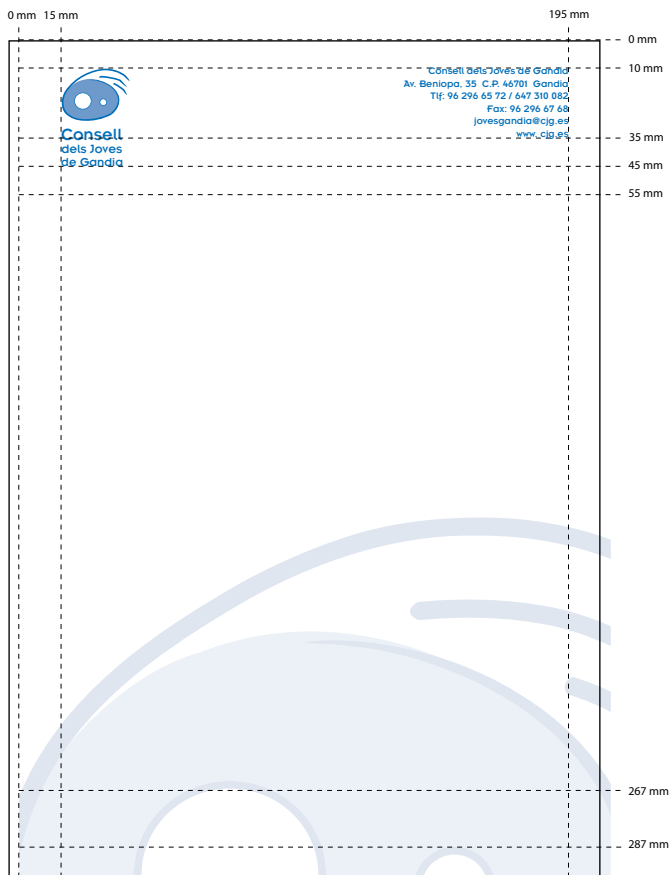 0 mm 15 mm 195 mm
0 mm
10 mm
Consell dels Joves de Gandia
Av. Beniopa, 35 C.P. 46701 Gandia
Tlf: 96 296 65 72 / 647 310 082
Fax: 96 296 67 68
jovesgandia@cjg.es
www. cjg.es
Consell
dels Joves
de Gandia
35 mm
45 mm
55 mm
267 mm
287 mm